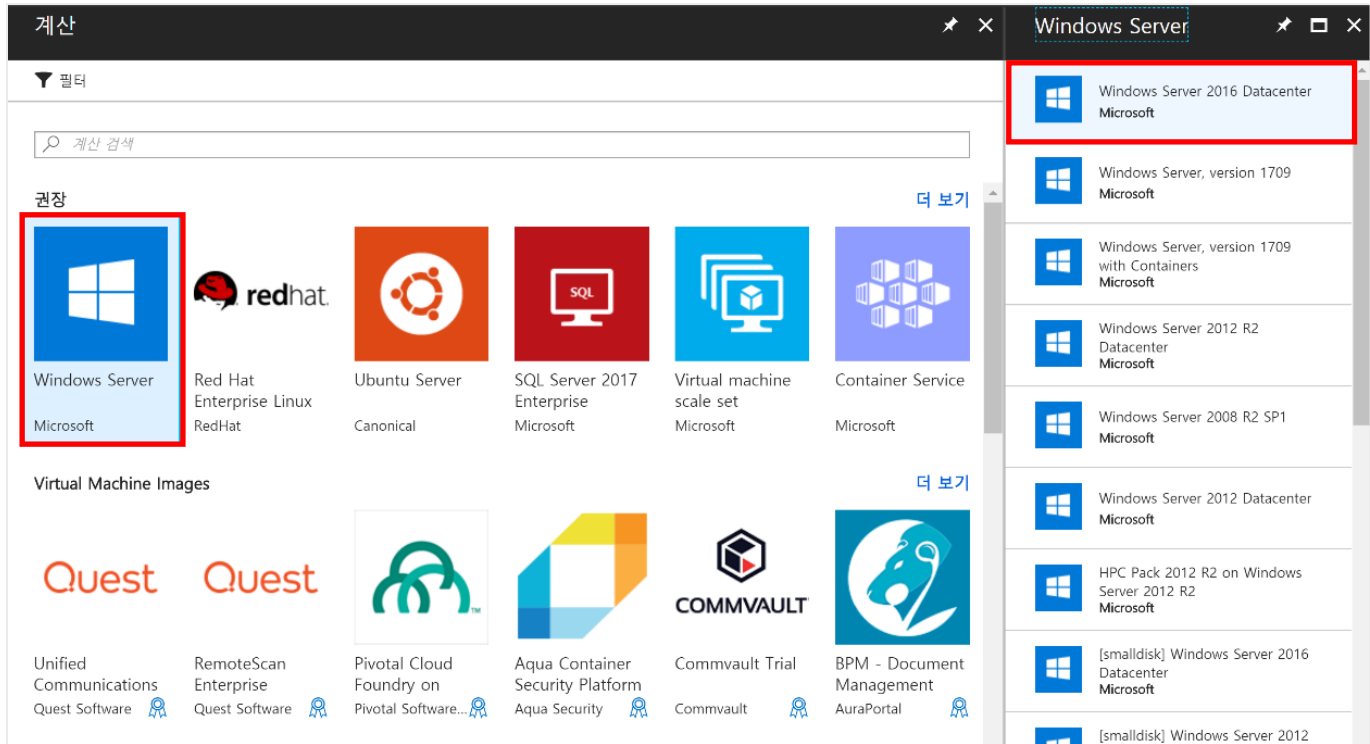 계산
필터
계산 검색
권장
더 보기
Windows Server
Microsoft
redhat.
Red Hat
Enterprise Linux
RedHat
Ubuntu Server
Canonical
SQL
SQL Server 2017
Enterprise
Microsoft
Virtual machine
scale set
Microsoft
Container Service
Microsoft
Virtual Machine Images
더 보기
Quest
Unified
Communications
Quest Software
Quest
RemoteScan
Enterprise
Quest Software
TM
Pivotal Cloud
Foundry on
Pivotal Software...
Aqua Container
Security Platform
Aqua Security
COMMVAULT
Commvault Trial
Commvault
BPM - Document
Management
AuraPortal
Windows Server
Windows Server 2016 Datacenter
Microsoft
Windows Server, version 1709
Microsoft
Windows Server, version 1709
with Containers
Microsoft
Windows Server 2012 R2
Datacenter
Microsoft
Windows Server 2008 R2 SP1
Microsoft
Windows Server 2012 Datacenter
Microsoft
HPC Pack 2012 R2 on Windows
Server 2012 R2
Microsoft
[smalldisk] Windows Server 2016
Datacenter
Microsoft
[smalldisk] Windows Server 2012